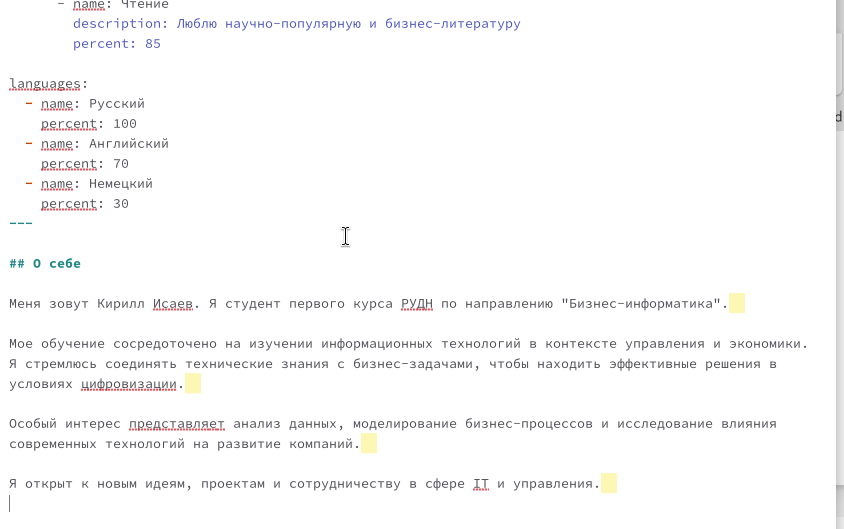 - name: Чтение
description: Люблю научно-популярную и бизнес-литературу
percent: 85
languages:
- name: Русский
percent: 100
- name: Английский
percent: 70
- name: Немецкий
percent: 30
---
## О себе
Меня зовут Кирилл Исаев. Я студент первого курса РУДН по направлению "Бизнес-информатика".
Мое обучение сосредоточено на изучении информационных технологий в контексте управления и экономики.
Я стремлюсь соединять технические знания с бизнес-задачами, чтобы находить эффективные решения в
условиях цифровизации.
Особый интерес представляет анализ данных, моделирование бизнес-процессов и исследование влияния
современных технологий на развитие компаний.
Я открыт к новым идеям, проектам и сотрудничеству в сфере IT и управления.